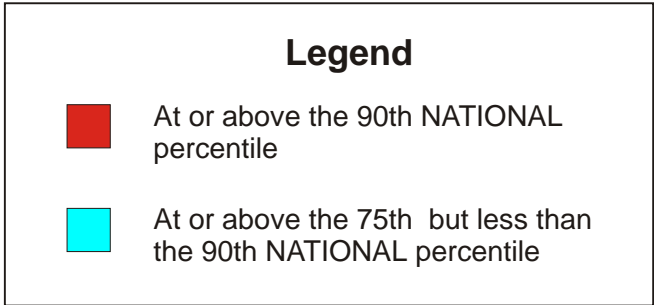 Legend
At or above the 90th NATIONAL
percentile
At or above the 75th  but less than
the 90th NATIONAL percentile